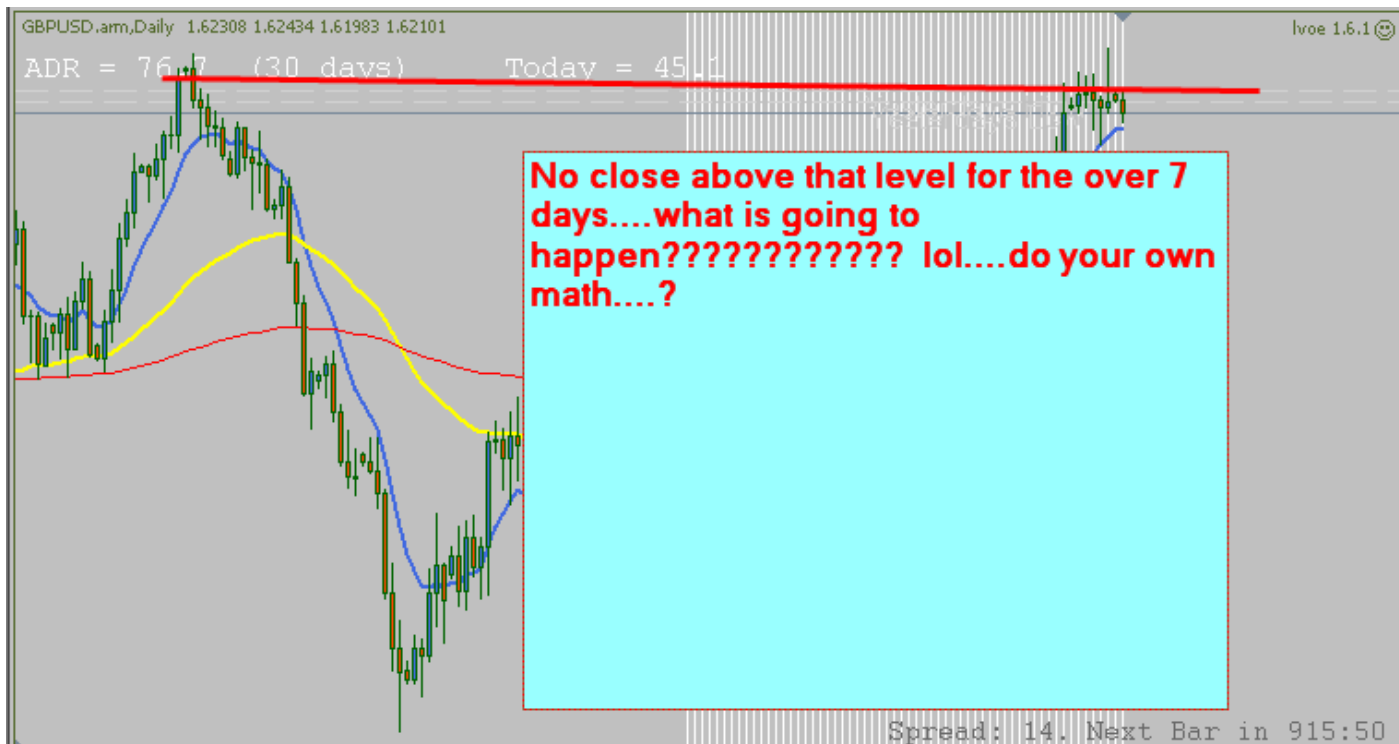 GBPUSD.arm,Daily 1.62308 1.62434 1.61983 1.62101
lvoe 1.6.1
ADR = 76.7 (30 days) Today = 45.1
No close above that level for the over 7
days....what is going to
happen???????????? lol....do your own
math....?
Spread: 14. Next Bar in 915:50